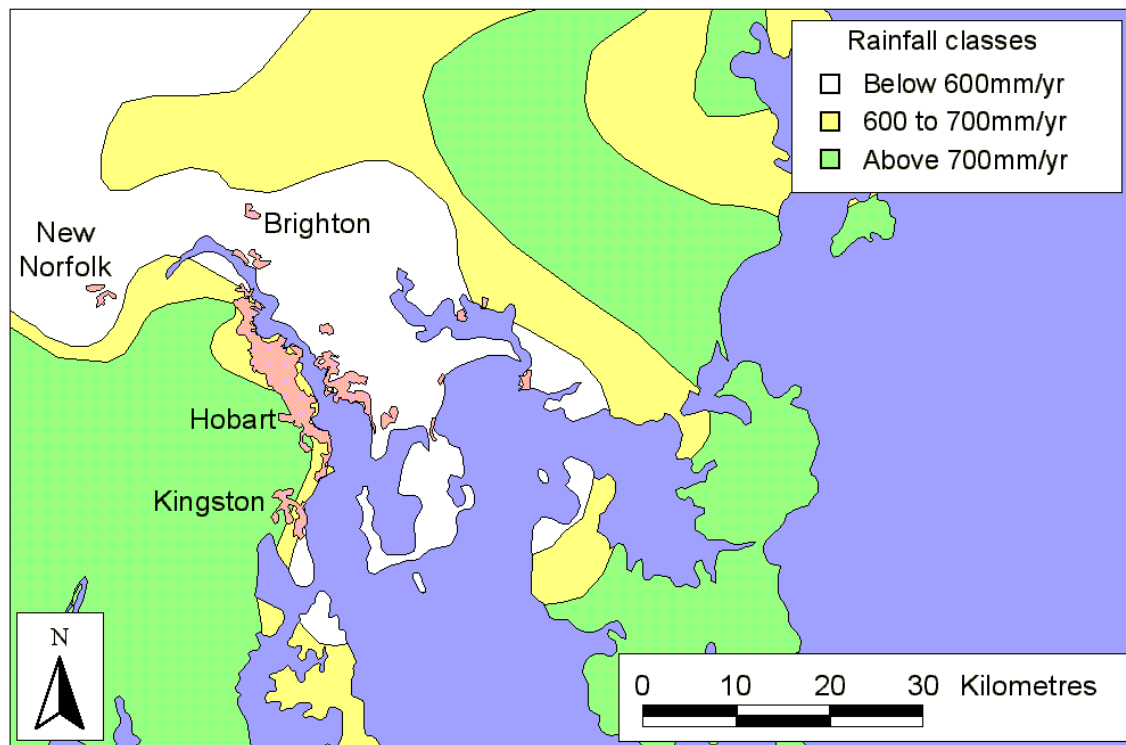 Rainfall classes
Below 600mm/yr
600 to 700mm/yr
Above 700mm/yr
Brighton
New
Norfolk
Hobart
Kingston
N
0 10 20 30 Kilometres